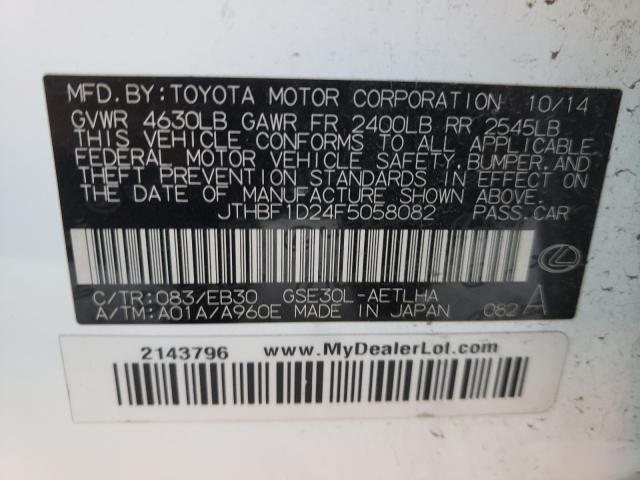 MFD. BY: TOYOTA MOTOR CORPORATION 10/14
GVWR 4630LB GAWR FR 2400LB RR 2545LB
THIS VEHICLE CONFORMS TO ALL APPLICABLE
FEDERAL MOTOR VEHICLE SAFETY, BUMPER, AND
THEFT PREVENTION STANDARDS IN EFFECT ON
THE DATE OF MANUFACTURE SHOWN ABOVE.
JTHBF1D24F5058082 PASS.CAR
C/TR: 083/EB30 GSE30L-AETLHA
A/TM: A01A/A960E MADE IN JAPAN 082 A
2143796 www.MyDealerLot.com